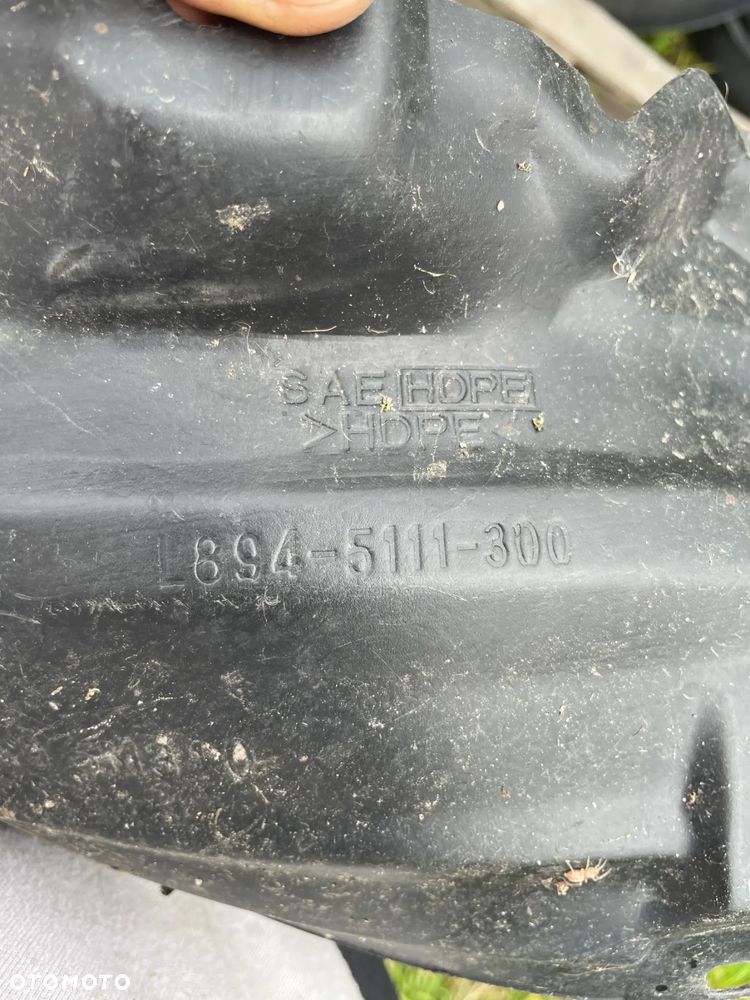 SAE HDPE
>HDPE<
L894-5111-300
OTOMOTO